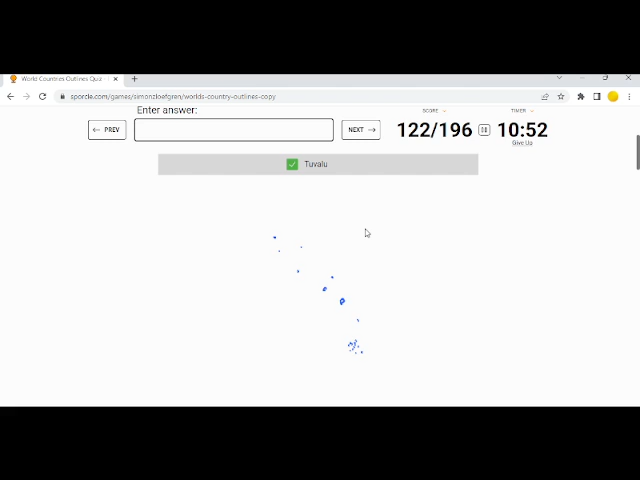 World Countries Outlines Quiz
sporcle.com/games/simonzloefgren/worlds-country-outlines-copy
Enter answer:
PREV
NEXT
SCORE
122/196
TIMER
10:52
Give Up
Tuvalu